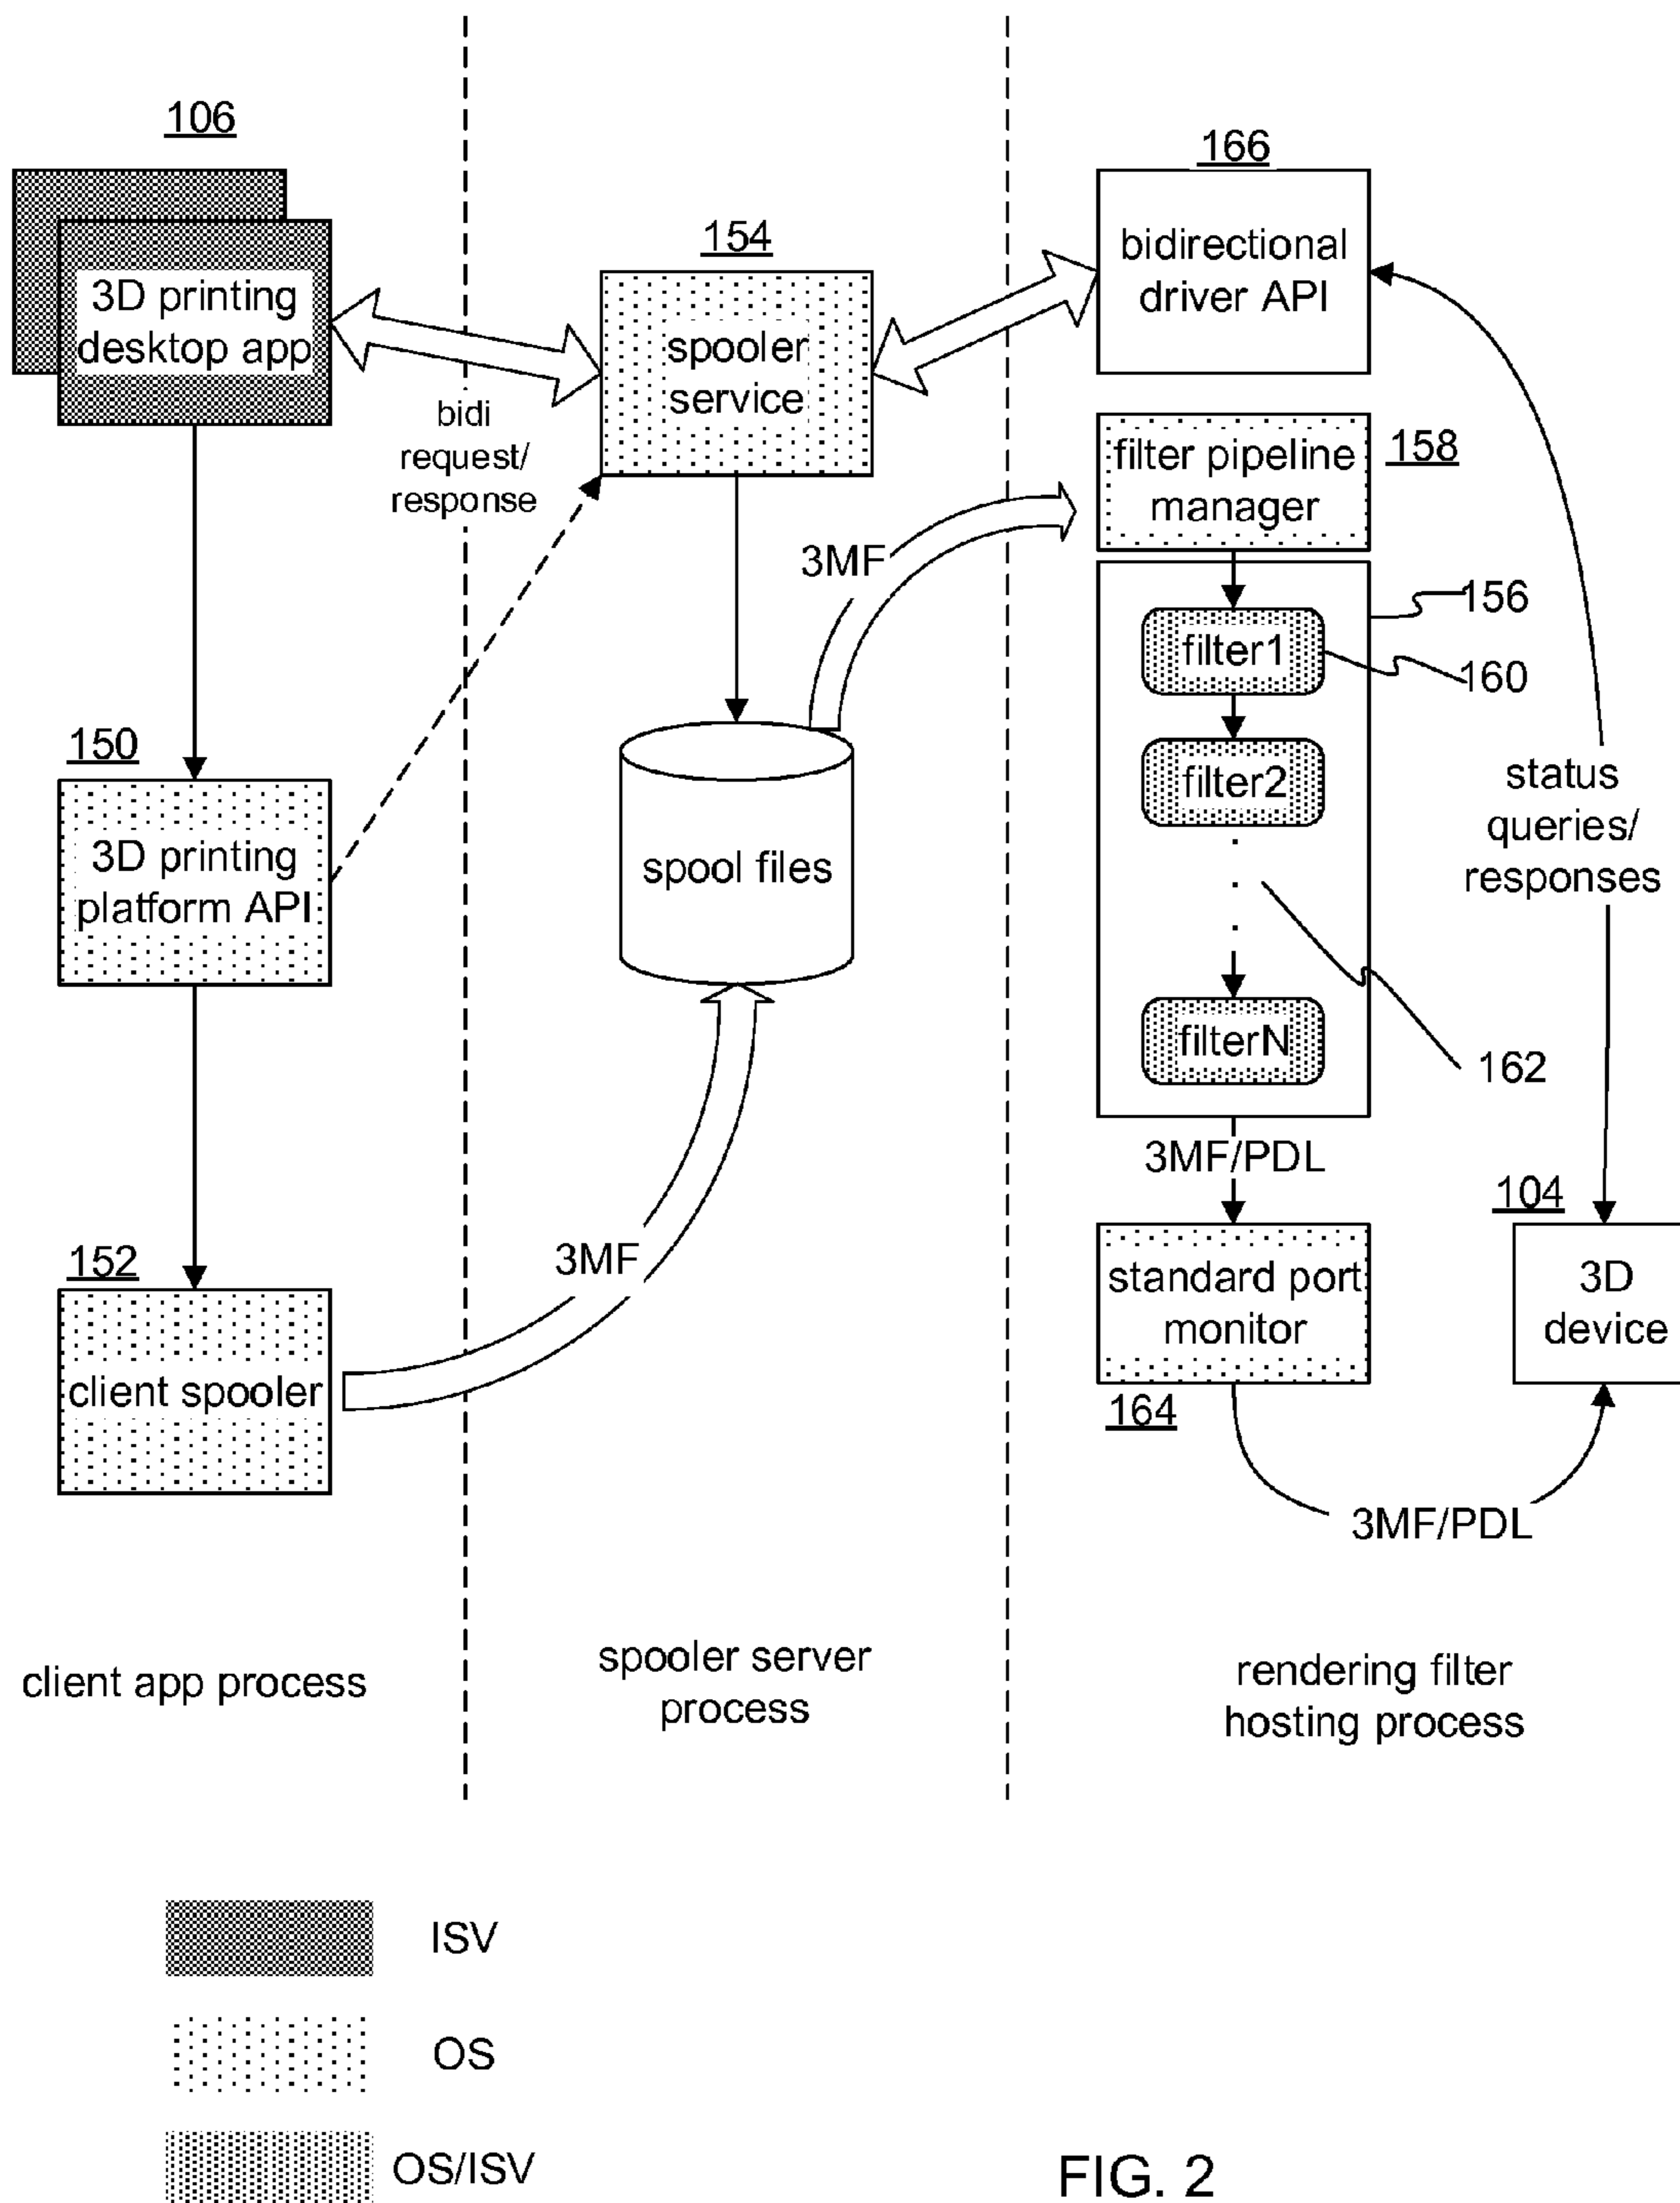 106
3D printing
desktop app
154
spooler
service
166
bidirectional
driver API
bidi
request/
response
filter pipeline
manager
158
3MF
156
filter1
160
filter2
150
3D printing
platform API
spool files
status
queries/
responses
filterN
162
3MF/PDL
152
client spooler
3MF
104
standard port
monitor
164
3D
device
3MF/PDL
client app process
spooler server
process
rendering filter
hosting process
ISV
OS
OS/ISV
FIG. 2